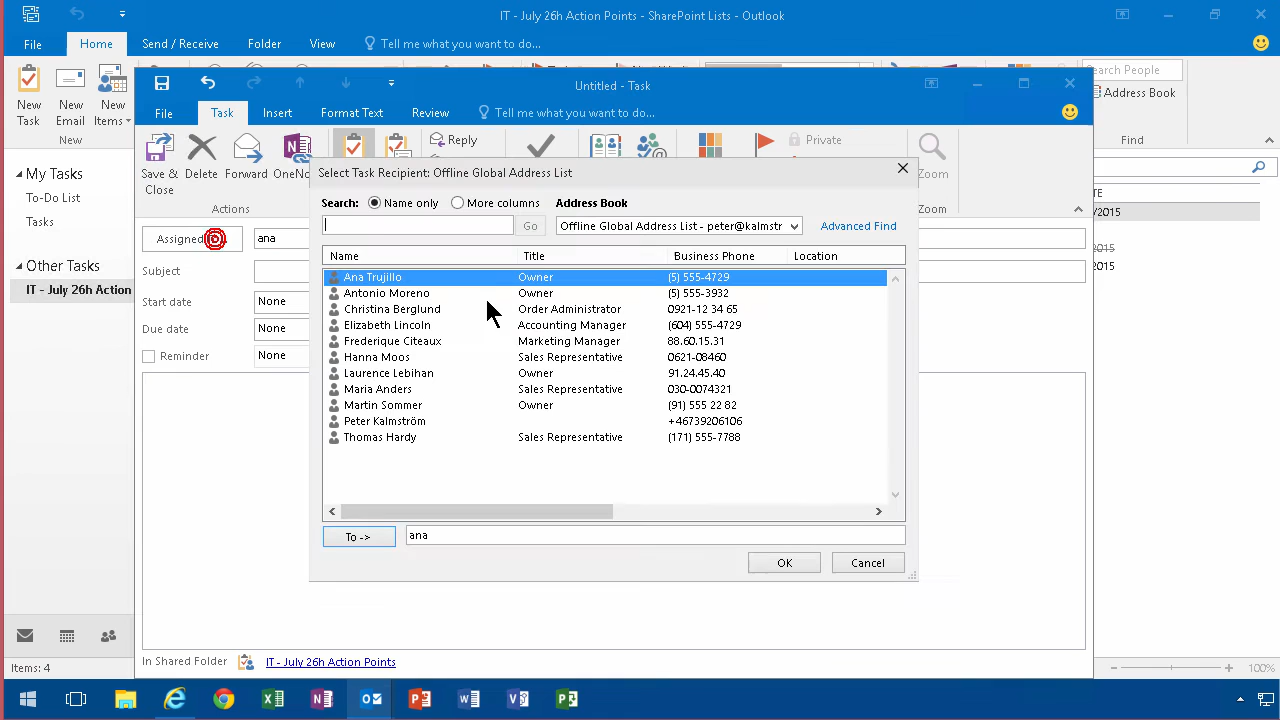 IT - July 26h Action Points - SharePoint Lists - Outlook
File Home Send / Receive Folder View Tell me what you want to do...
New Task
New Email
New Items
New
Search People
Address Book
Find
Untitled - Task
File Task Insert Format Text Review Tell me what you want to do...
Save & Close
Delete
Forward
OneNo
Reply
Private
Zoom
Actions
Zoom
My Tasks
To-Do List
Tasks
Other Tasks
IT - July 26h Action Points
Assigned
ana
Subject
Start date None
Due date None
Reminder None
Select Task Recipient: Offline Global Address List
Search: Name only More columns Address Book
Go Offline Global Address List - peter@kalmstr Advanced Find
Name Title Business Phone Location
Ana Trujillo Owner (5) 555-4729
Antonio Moreno Owner (5) 555-3932
Christina Berglund Order Administrator 0921-12 34 65
Elizabeth Lincoln Accounting Manager (604) 555-4729
Frederique Citeaux Marketing Manager 88.60.15.31
Hanna Moos Sales Representative 0621-08460
Laurence Lebihan Owner 91.24.45.40
Maria Anders Sales Representative 030-0074321
Martin Sommer Owner (91) 555 22 82
Peter Kalmström +46739206106
Thomas Hardy Sales Representative (171) 555-7788
To -> ana
OK Cancel
TE
/2015
/2015
/2015
In Shared Folder IT - July 26h Action Points
Items: 4
100%